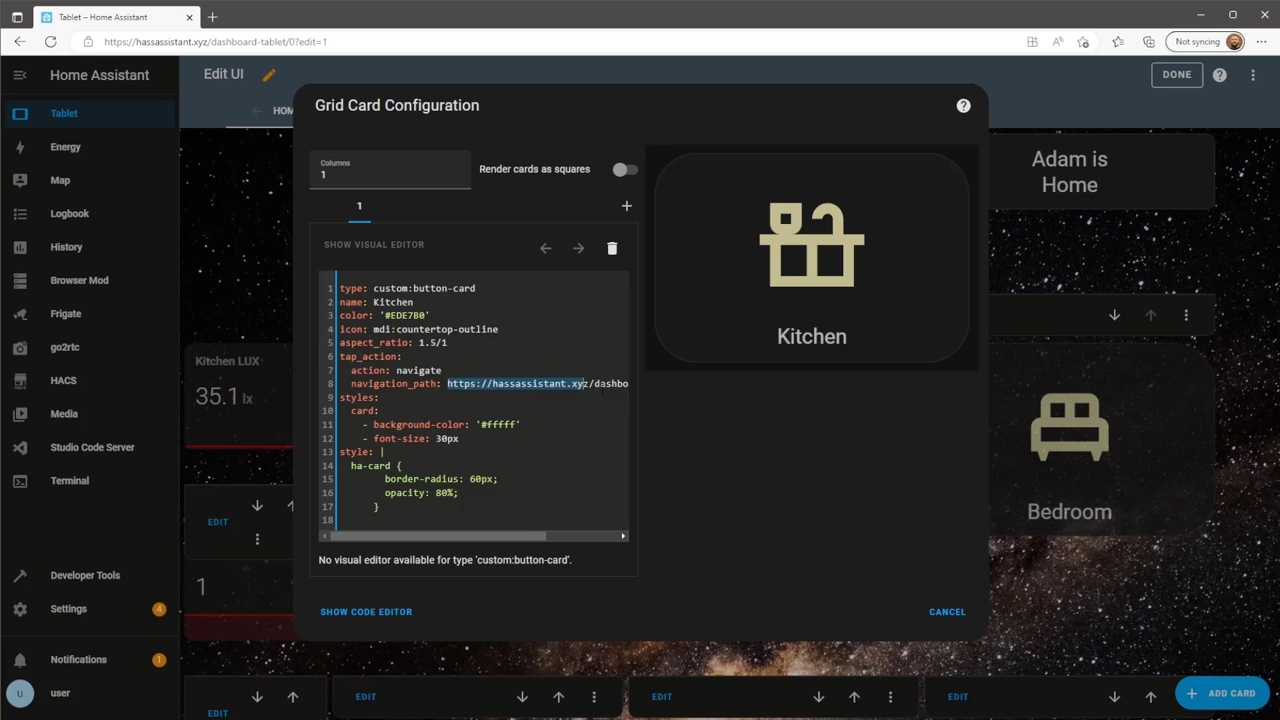 Tablet – Home Assistant
https://hassassistant.xyz/dashboard-tablet/0?edit=1
Not syncing
Home Assistant
Tablet
Energy
Map
Logbook
History
Browser Mod
Frigate
go2rtc
HACS
Media
Studio Code Server
Terminal
Developer Tools
Settings
4
Notifications
1
u
user
Edit UI
DONE
HOM
Kitchen LUX
35.1 lx
EDIT
1
EDIT
Grid Card Configuration
Columns
1
Render cards as squares
1
SHOW VISUAL EDITOR
1 type: custom:button-card
2 name: Kitchen
3 color: '#EDE7B0'
4 icon: mdi:countertop-outline
5 aspect_ratio: 1.5/1
6 tap_action:
7 action: navigate
8 navigation_path: https://hassassistant.xyz/dashbo
9 styles:
10 card:
11 - background-color: '#fffff'
12 - font-size: 30px
13 style: |
14 ha-card {
15 border-radius: 60px;
16 opacity: 80%;
17 }
18
No visual editor available for type 'custom:button-card'.
SHOW CODE EDITOR
CANCEL
Kitchen
Adam is
Home
Bedroom
EDIT
EDIT
EDIT
ADD CARD